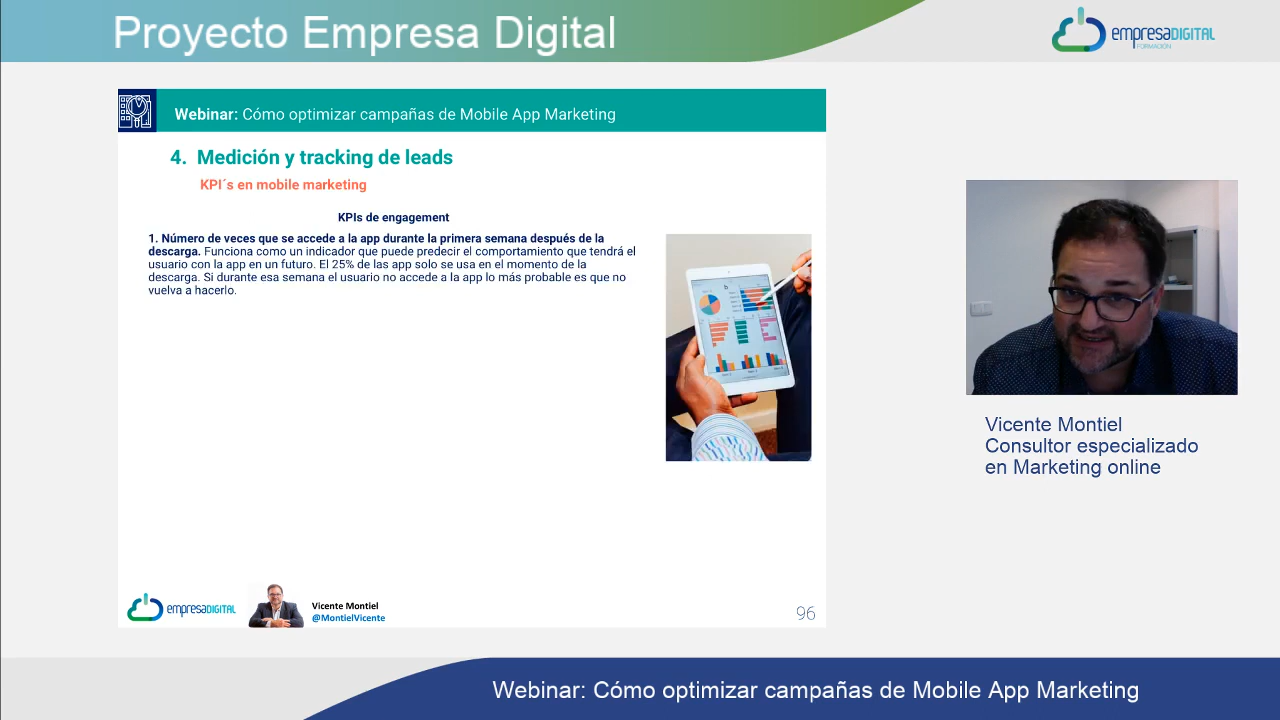 Proyecto Empresa Digital
empresaDIGITAL
FORMACIÓN
Webinar: Cómo optimizar campañas de Mobile App Marketing
4. Medición y tracking de leads
KPI´s en mobile marketing
KPIs de engagement
1. Número de veces que se accede a la app durante la primera semana después de la
descarga. Funciona como un indicador que puede predecir el comportamiento que tendrá el
usuario con la app en un futuro. El 25% de las app solo se usa en el momento de la
descarga. Si durante esa semana el usuario no accede a la app lo más probable es que no
vuelva a hacerlo.
Vicente Montiel
Consultor especializado
en Marketing online
empresaDIGITAL
Vicente Montiel
@MontielVicente
96
Webinar: Cómo optimizar campañas de Mobile App Marketing